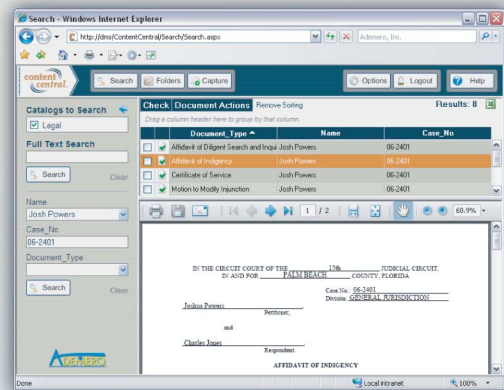 Search - Windows Internet Explorer
http://dms/ContentCentral/Search/Search.aspx
Ademero, Inc.
content central.
Search Folders Capture Options Logout Help
Catalogs to Search
Legal
Full Text Search
Search Clear
Name
Josh Powers
Case_No
06-2401
Document_Type
Search Clear
ADEMERO
Check Document Actions Remove Sorting Results: 8
Drag a column header here to group by that column.
Document_Type Name Case_No
Affidavit of Diligent Search and Inqui Josh Powers 06-2401
Affidavit of Indigency Josh Powers 06-2401
Certificate of Service Josh Powers 06-2401
Motion to Modify Injunction Josh Powers 06-2401
1 / 2 60.9%
IN THE CIRCUIT COURT OF THE 15th JUDICIAL CIRCUIT,
IN AND FOR PALM BEACH COUNTY, FLORIDA
Case No.: 06-2401
Division: GENERAL JURISDICTION
Joshua Powers
Petitioner,
and
Charles Jones
Respondent.
AFFIDAVIT OF INDIGENCY
Done Local intranet 100%